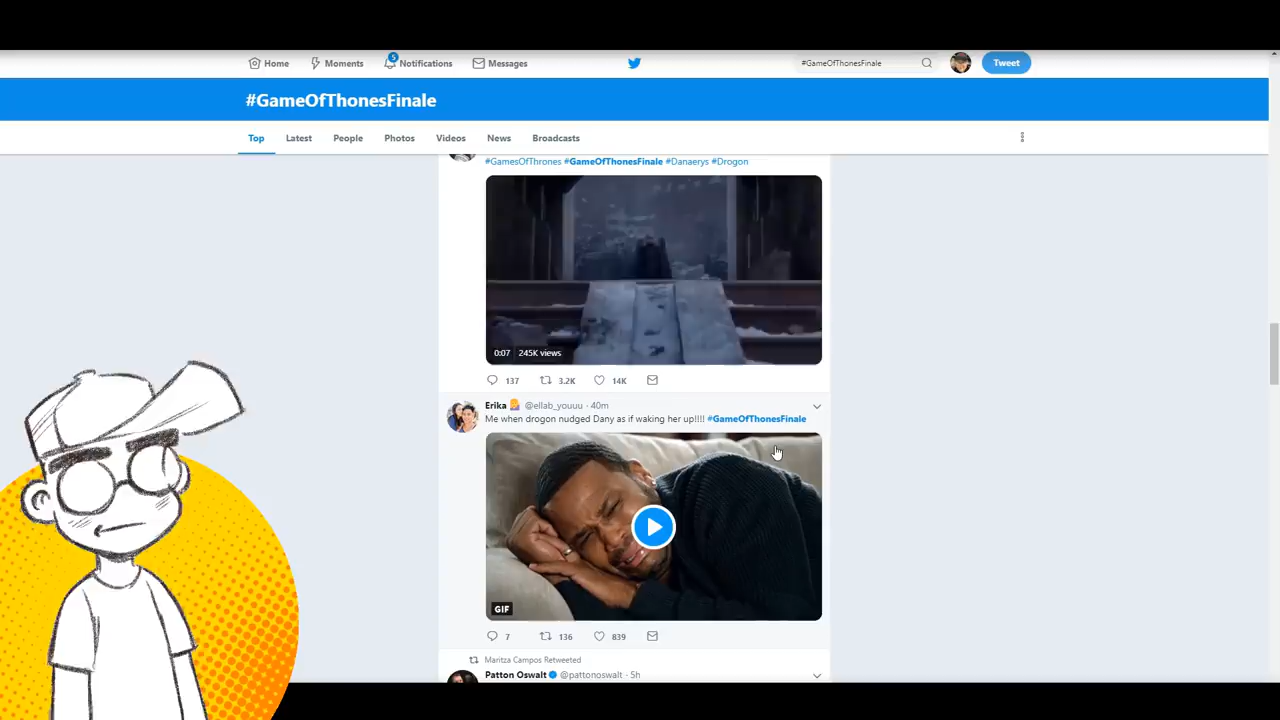 Home Moments 5 Notifications Messages #GameOfThonesFinale Tweet
#GameOfThonesFinale
Top Latest People Photos Videos News Broadcasts
#GamesOfThrones #GameOfThonesFinale #Danaerys #Drogon
0:07 245K views
137 3.2K 14K
Erika @ellab_youuu · 40m
Me when drogon nudged Dany as if waking her up!!!! #GameOfThonesFinale
GIF
7 136 839
Maritza Campos Retweeted
Patton Oswalt @pattonoswalt · 5h